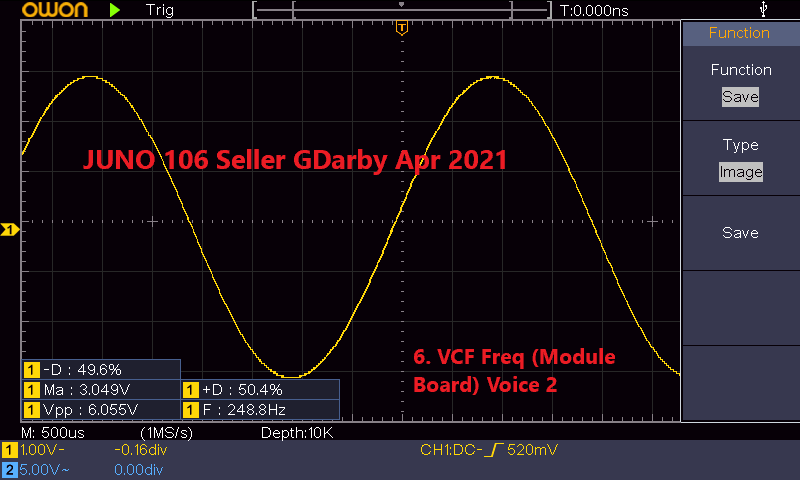 owon Trig T:0.000ns
T
Function
Function
Save
JUNO 106 Seller GDarby Apr 2021
Type
Image
1
Save
6. VCF Freq (Module
Board) Voice 2
1 -D : 49.6%
1 Ma : 3.049V 1 +D : 50.4%
1 Vpp : 6.055V 1 F : 248.8Hz
M: 500us (1MS/s) Depth:10K
1 1.00V- -0.16div CH1:DC- 520mV
2 5.00V~ 0.00div